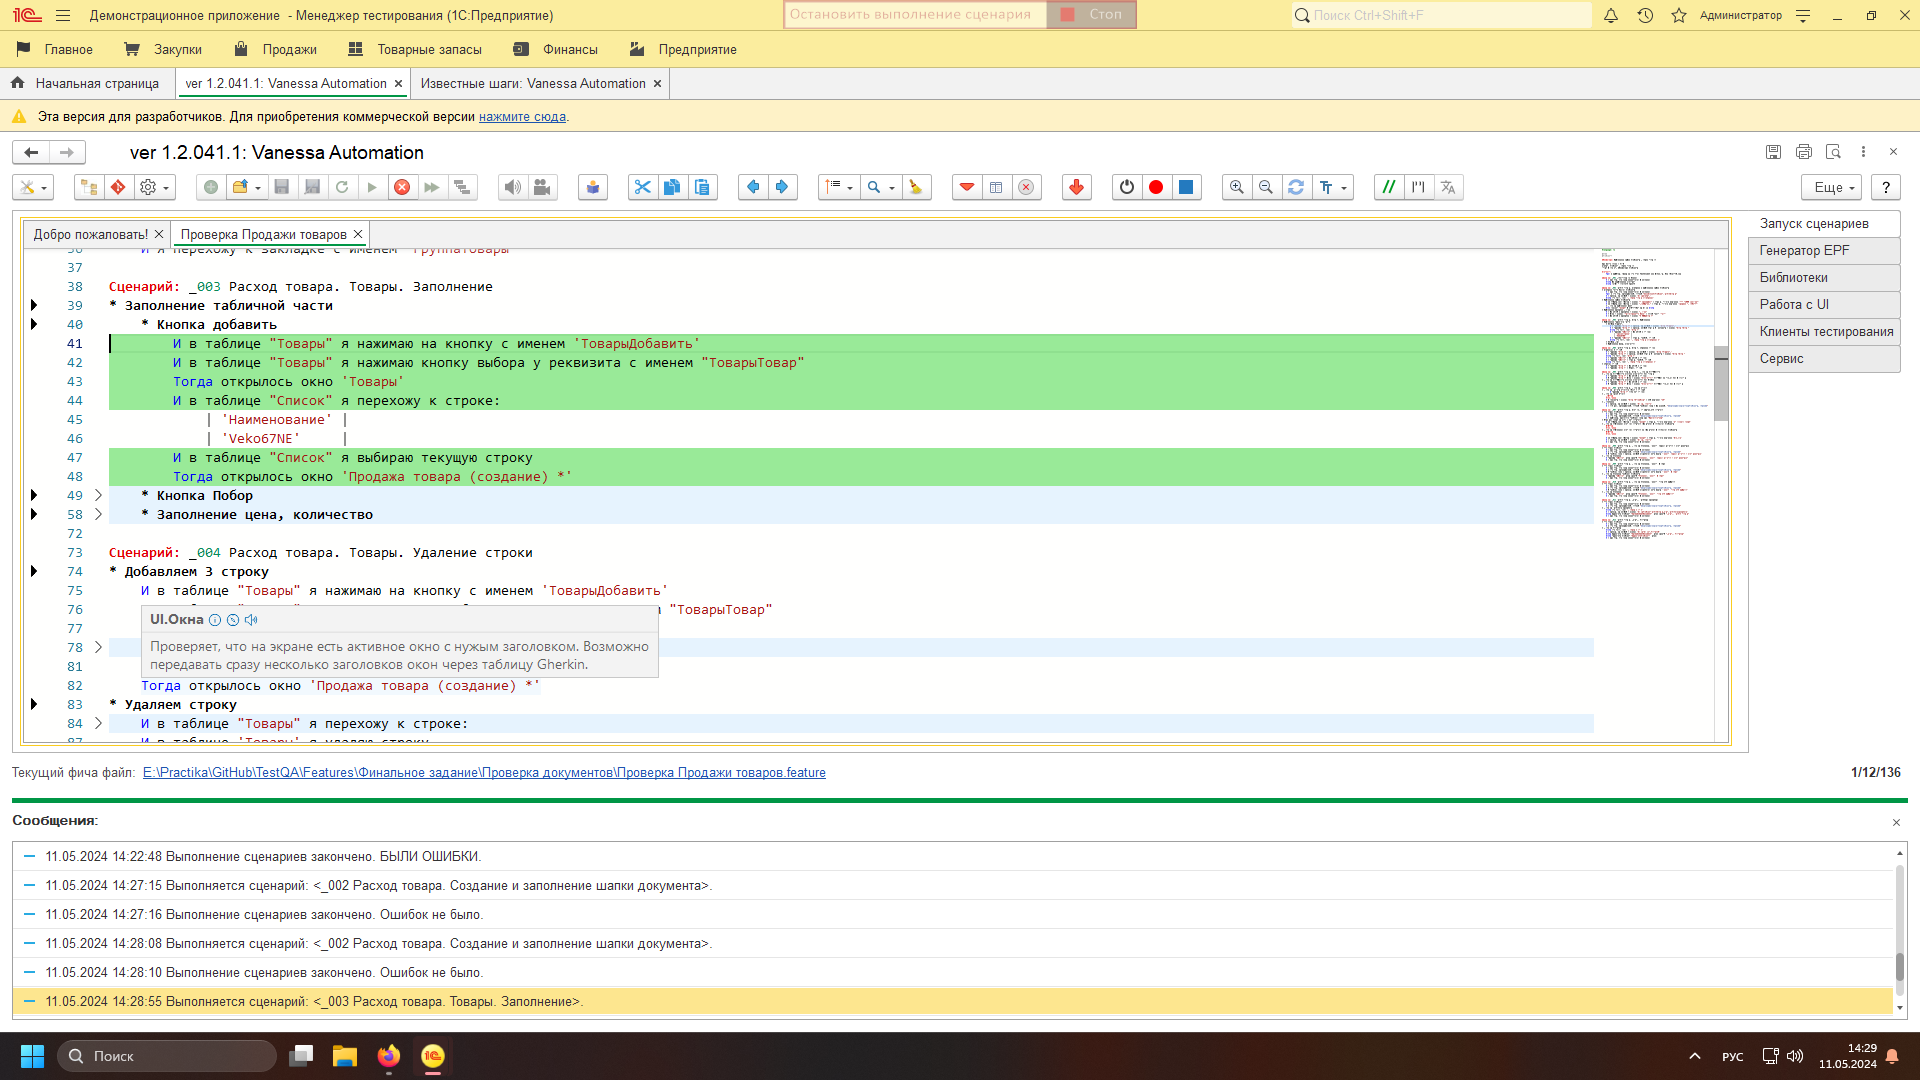 Демонстрационное приложение - Менеджер тестирования (1С:Предприятие)
Остановить выполнение сценария Стоп
Поиск Ctrl+Shift+F
Администратор
Главное Закупки Продажи Товарные запасы Финансы Предприятие
Начальная страница ver 1.2.041.1: Vanessa Automation × Известные шаги: Vanessa Automation ×
Эта версия для разработчиков. Для приобретения коммерческой версии нажмите сюда.
ver 1.2.041.1: Vanessa Automation
Еще ?
Добро пожаловать! Проверка Продажи товаров
Запуск сценариев
Генератор EPF
Библиотеки
Работа с UI
Клиенты тестирования
Сервис
36 И я перехожу к закладке с именем "ГруппаТовары"
37
38 Сценарий: _003 Расход товара. Товары. Заполнение
39 * Заполнение табличной части
40 * Кнопка добавить
41 И в таблице "Товары" я нажимаю на кнопку с именем 'ТоварыДобавить'
42 И в таблице "Товары" я нажимаю кнопку выбора у реквизита с именем "ТоварыТовар"
43 Тогда открылось окно 'Товары'
44 И в таблице "Список" я перехожу к строке:
45 | 'Наименование' |
46 | 'Veko67NE' |
47 И в таблице "Список" я выбираю текущую строку
48 Тогда открылось окно 'Продажа товара (создание) *'
49 * Кнопка Побор
58 * Заполнение цена, количество
72
73 Сценарий: _004 Расход товара. Товары. Удаление строки
74 * Добавляем 3 строку
75 И в таблице "Товары" я нажимаю на кнопку с именем 'ТоварыДобавить'
76 "ТоварыТовар"
77
UI.Окна
Проверяет, что на экране есть активное окно с нужым заголовком. Возможно
передавать сразу несколько заголовков окон через таблицу Gherkin.
78
81
82 Тогда открылось окно 'Продажа товара (создание) *'
83 * Удаляем строку
84 И в таблице "Товары" я перехожу к строке:
87 И в таблице 'Товары' я удаляю строку
Текущий фича файл: E:\Practika\GitHub\TestQA\Features\Финальное задание\Проверка документов\Проверка Продажи товаров.feature
1/12/136
Сообщения:
11.05.2024 14:22:48 Выполнение сценариев закончено. БЫЛИ ОШИБКИ.
11.05.2024 14:27:15 Выполняется сценарий: <_002 Расход товара. Создание и заполнение шапки документа>.
11.05.2024 14:27:16 Выполнение сценариев закончено. Ошибок не было.
11.05.2024 14:28:08 Выполняется сценарий: <_002 Расход товара. Создание и заполнение шапки документа>.
11.05.2024 14:28:10 Выполнение сценариев закончено. Ошибок не было.
11.05.2024 14:28:55 Выполняется сценарий: <_003 Расход товара. Товары. Заполнение>.
Поиск
РУС
14:29
11.05.2024